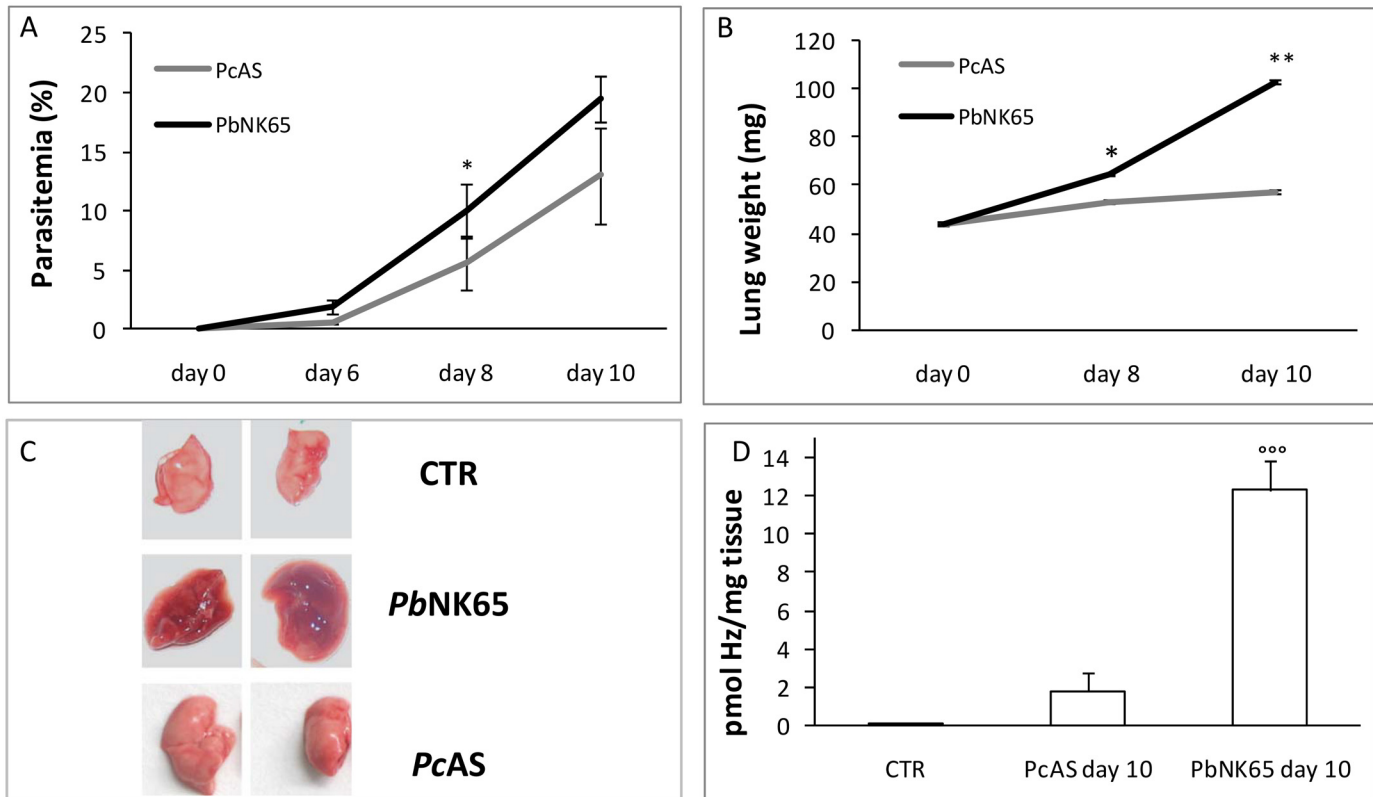 A
Parasitemia (%)
25
20
15
10
5
0
PcAS
PbNK65
*
day 0 day 6 day 8 day 10
B
Lung weight (mg)
120
100
80
60
40
20
0
PcAS
PbNK65
*
**
day 0 day 8 day 10
C
CTR
PbNK65
PcAS
D
pmol Hz/mg tissue
14
12
10
8
6
4
2
0
°°°
CTR PcAS day 10 PbNK65 day 10